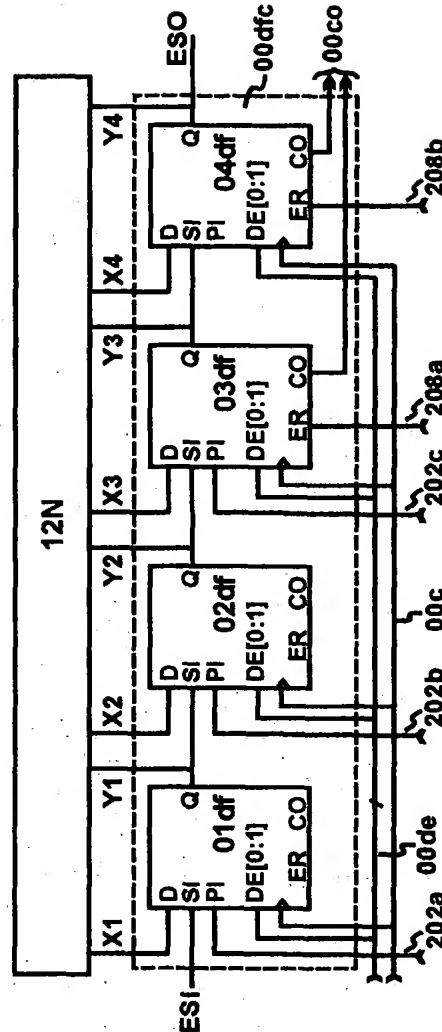 12N
X1 Y1 X2 Y2 X3 Y3 X4 Y4
ESI
ESO
D
SI
PI
DE[0:1]
ER CO
Q
01df
D
SI
PI
DE[0:1]
ER CO
Q
02df
D
SI
PI
DE[0:1]
ER CO
Q
03df
D
SI
PI
DE[0:1]
ER CO
Q
04df
00dfc
00co
202a 00de 202b 00c 202c 208a 208b